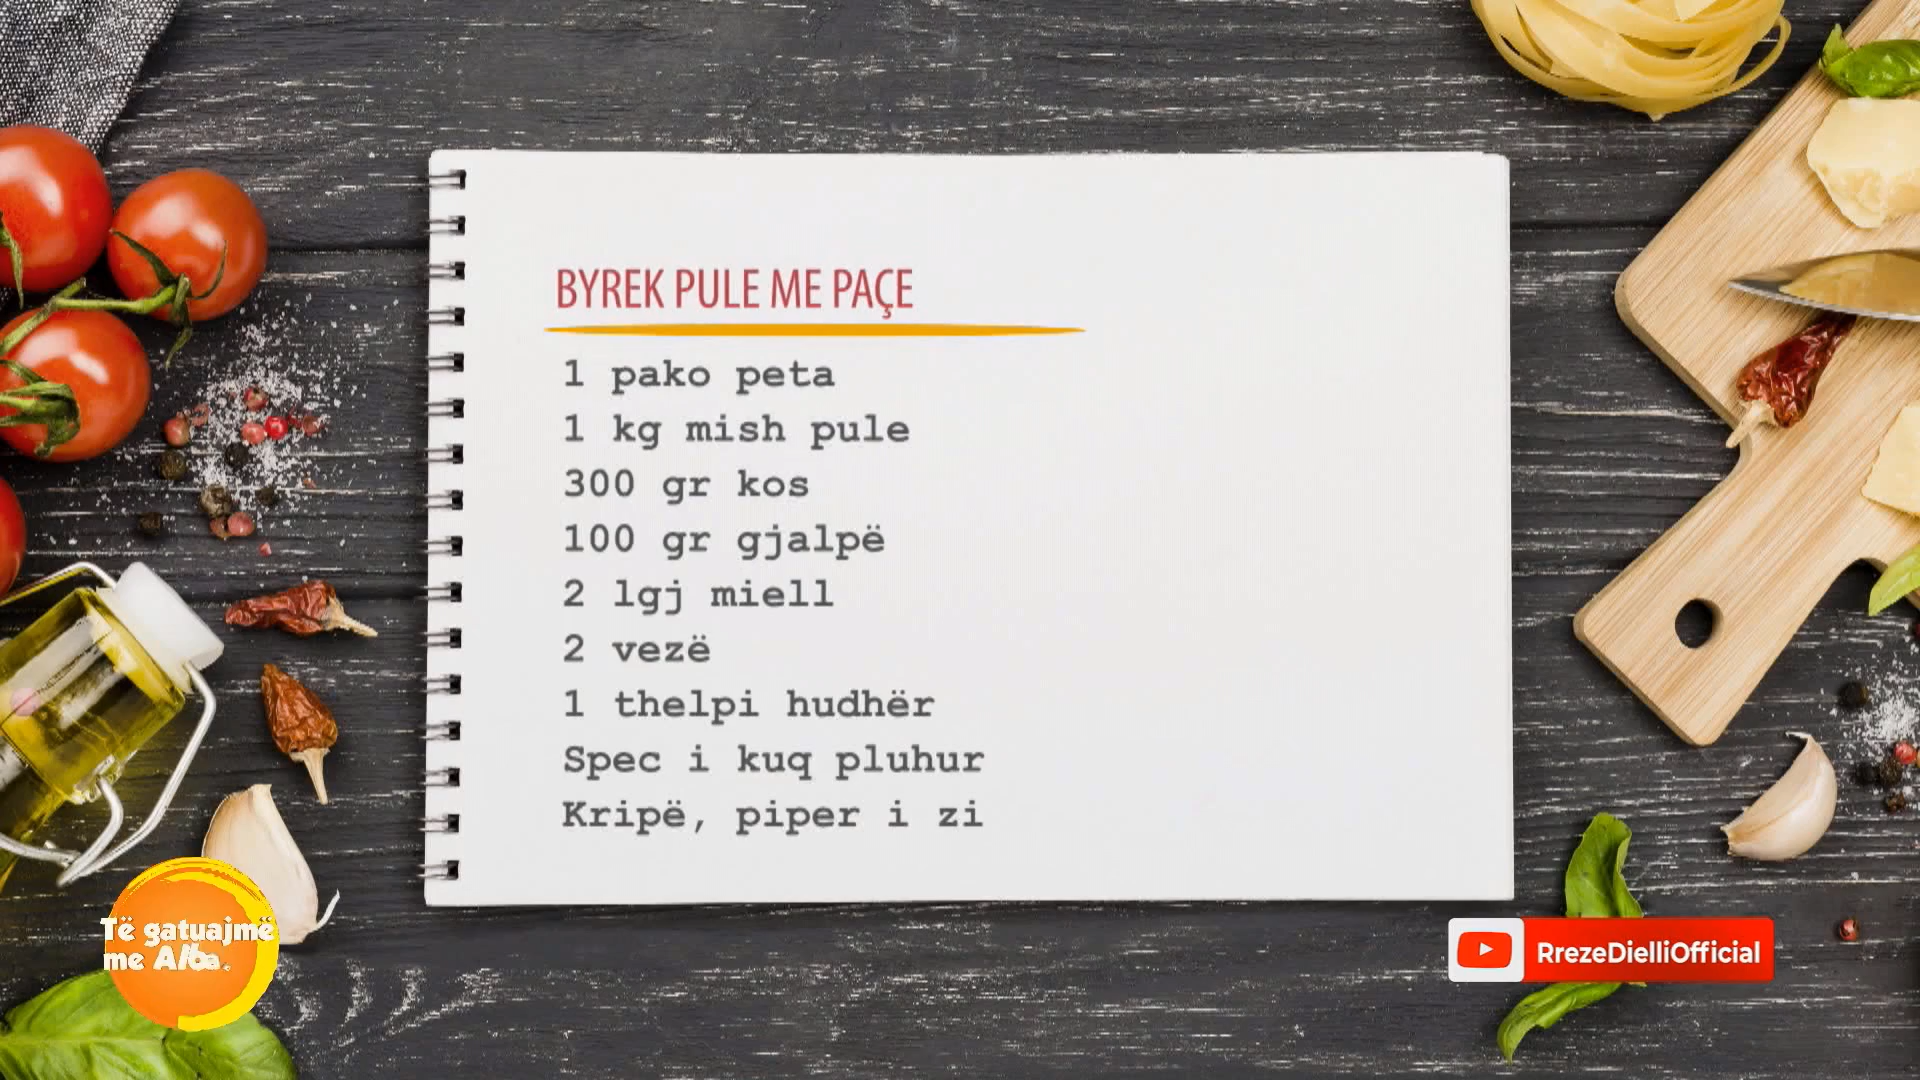 BYREK PULE ME PAÇE
1 pako peta
1 kg mish pule
300 gr kos
100 gr gjalpë
2 lgj miell
2 vezë
1 thelpi hudhër
Spec i kuq pluhur
Kripë, piper i zi
Të gatuajmë
me Alba
RrezeDielliOfficial